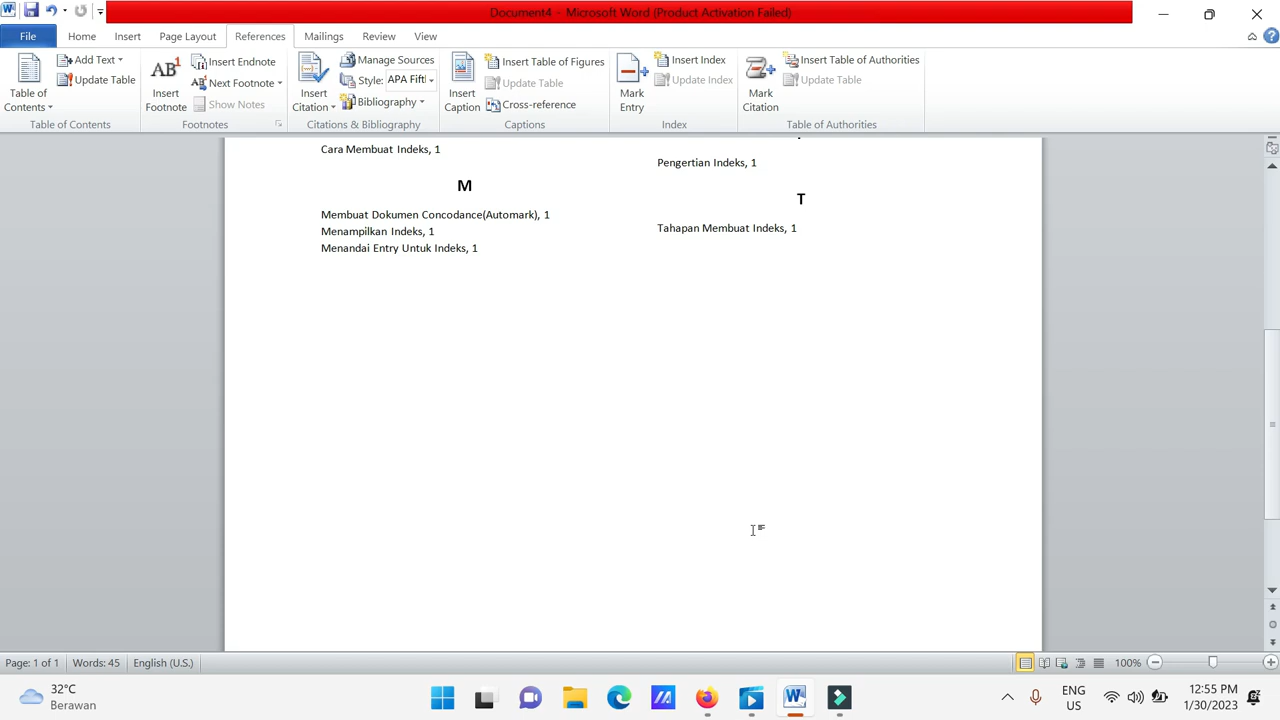 Document4 - Microsoft Word (Product Activation Failed)
File Home Insert Page Layout References Mailings Review View
Table of Contents
Add Text
Update Table
Table of Contents
Insert Footnote
Insert Endnote
Next Footnote
Show Notes
Footnotes
Insert Citation
Manage Sources
Style: APA Fift
Bibliography
Citations & Bibliography
Insert Caption
Insert Table of Figures
Update Table
Cross-reference
Captions
Mark Entry
Insert Index
Update Index
Index
Mark Citation
Insert Table of Authorities
Update Table
Table of Authorities
Cara Membuat Indeks, 1
M
Membuat Dokumen Concodance(Automark), 1
Menampilkan Indeks, 1
Menandai Entry Untuk Indeks, 1
Pengertian Indeks, 1
T
Tahapan Membuat Indeks, 1
Page: 1 of 1 Words: 45 English (U.S.) 100%
32°C
Berawan
ENG
US
12:55 PM
1/30/2023